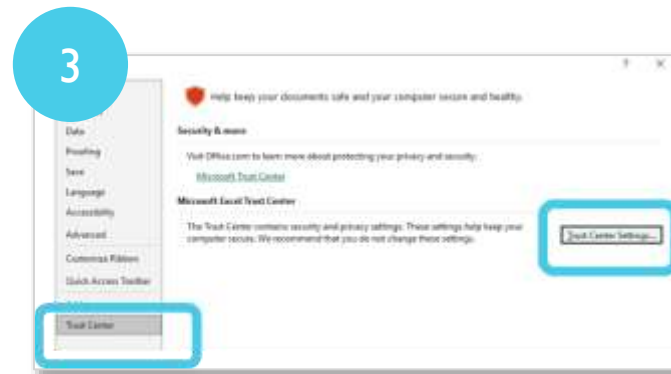 3
? ×
Help keep your documents safe and your computer secure and healthy.
Data
Proofing
Save
Language
Accessibility
Advanced
Customize Ribbon
Quick Access Toolbar
Trust Center
Security & more
Visit Office.com to learn more about protecting your privacy and security.
Microsoft Trust Center
Microsoft Excel Trust Center
The Trust Center contains security and privacy settings. These settings help keep your
computer secure. We recommend that you do not change these settings.
Trust Center Settings...